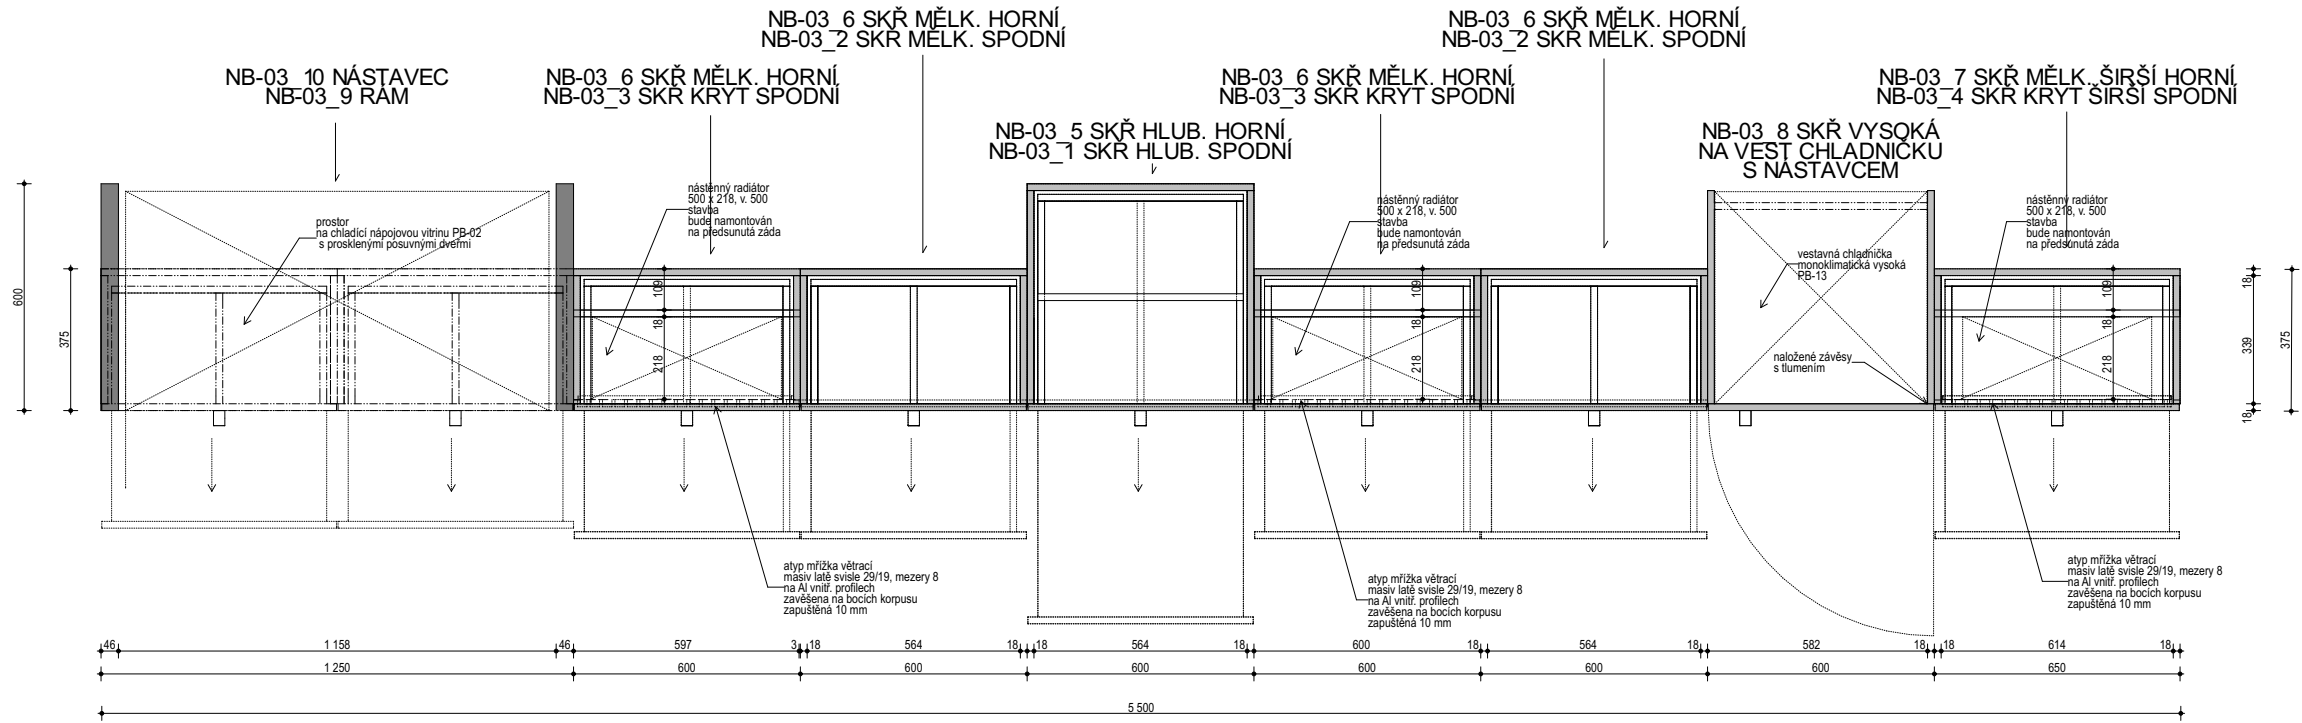 NB-03_6 SKŘ MĚLK. HORNÍ
NB-03_2 SKŘ MĚLK. SPODNÍ
NB-03_6 SKŘ MĚLK. HORNÍ
NB-03_2 SKŘ MĚLK. SPODNÍ
NB-03_10 NÁSTAVEC
NB-03_9 RÁM
NB-03_6 SKŘ MĚLK. HORNÍ
NB-03_3 SKŘ KRYT SPODNÍ
NB-03_6 SKŘ MĚLK. HORNÍ
NB-03_3 SKŘ KRYT SPODNÍ
NB-03_7 SKŘ MĚLK. ŠIRŠÍ HORNÍ
NB-03_4 SKŘ KRYT ŠIRŠÍ SPODNÍ
NB-03_5 SKŘ HLUB. HORNÍ
NB-03_1 SKŘ HLUB. SPODNÍ
NB-03_8 SKŘ VYSOKÁ
NA VEST CHLADNIČKU
S NÁSTAVCEM
prostor
na chladící nápojovou vitrinu PB-02
s prosklenými posuvnými dveřmi
nástěnný radiátor
500 x 218, v. 500
stavba
bude namontován
na předsunutá záda
nástěnný radiátor
500 x 218, v. 500
stavba
bude namontován
na předsunutá záda
vestavná chladnička
monoklimatická vysoká
PB-13
nástěnný radiátor
500 x 218, v. 500
stavba
bude namontován
na předsunutá záda
naložené závěsy
s tlumením
600
375
109
18
218
109
18
218
109
18
218
18
339
18
375
atyp mřížka větrací
masiv latě svisle 29/19, mezery 8
na Al vnitř. profilech
zavěšena na bocích korpusu
zapuštěná 10 mm
atyp mřížka větrací
masiv latě svisle 29/19, mezery 8
na Al vnitř. profilech
zavěšena na bocích korpusu
zapuštěná 10 mm
atyp mřížka větrací
masiv latě svisle 29/19, mezery 8
na Al vnitř. profilech
zavěšena na bocích korpusu
zapuštěná 10 mm
46 1 158 46 597 3 18 564 18 18 564 18 600 18 564 18 582 18 18 614 18
1 250 600 600 600 600 600 600 650
5 500